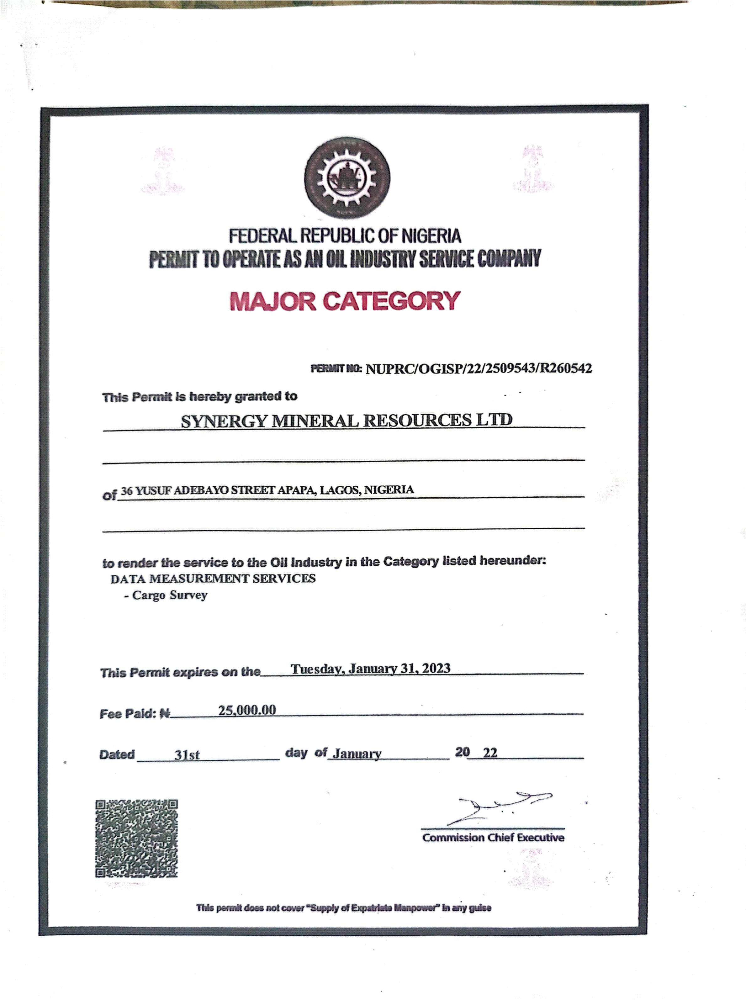 NUPRC
FEDERAL REPUBLIC OF NIGERIA
PERMIT TO OPERATE AS AN OIL INDUSTRY SERVICE COMPANY
MAJOR CATEGORY
PERMIT NO: NUPRC/OGISP/22/2509543/R260542
This Permit is hereby granted to
SYNERGY MINERAL RESOURCES LTD
of 36 YUSUF ADEBAYO STREET APAPA, LAGOS, NIGERIA
to render the service to the Oil Industry in the Category listed hereunder:
DATA MEASUREMENT SERVICES
- Cargo Survey
This Permit expires on the Tuesday, January 31, 2023
Fee Paid: ₦ 25,000.00
Dated 31st day of January 20 22
Commission Chief Executive
This permit does not cover "Supply of Expatriate Manpower" in any guise